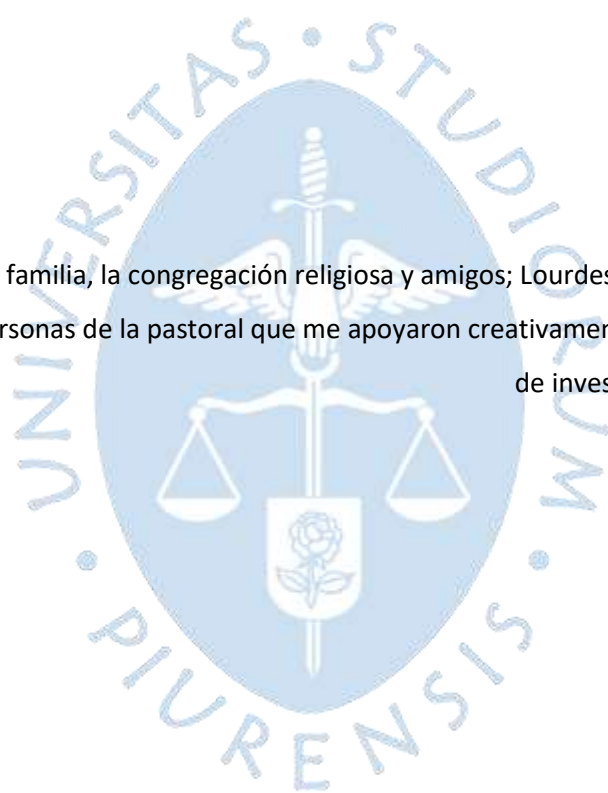 UNIVERSITAS · STUDIORUM · PIURENSIS ·
familia, la congregación religiosa y amigos; Lourdes
rsonas de la pastoral que me apoyaron creativamen
de inves